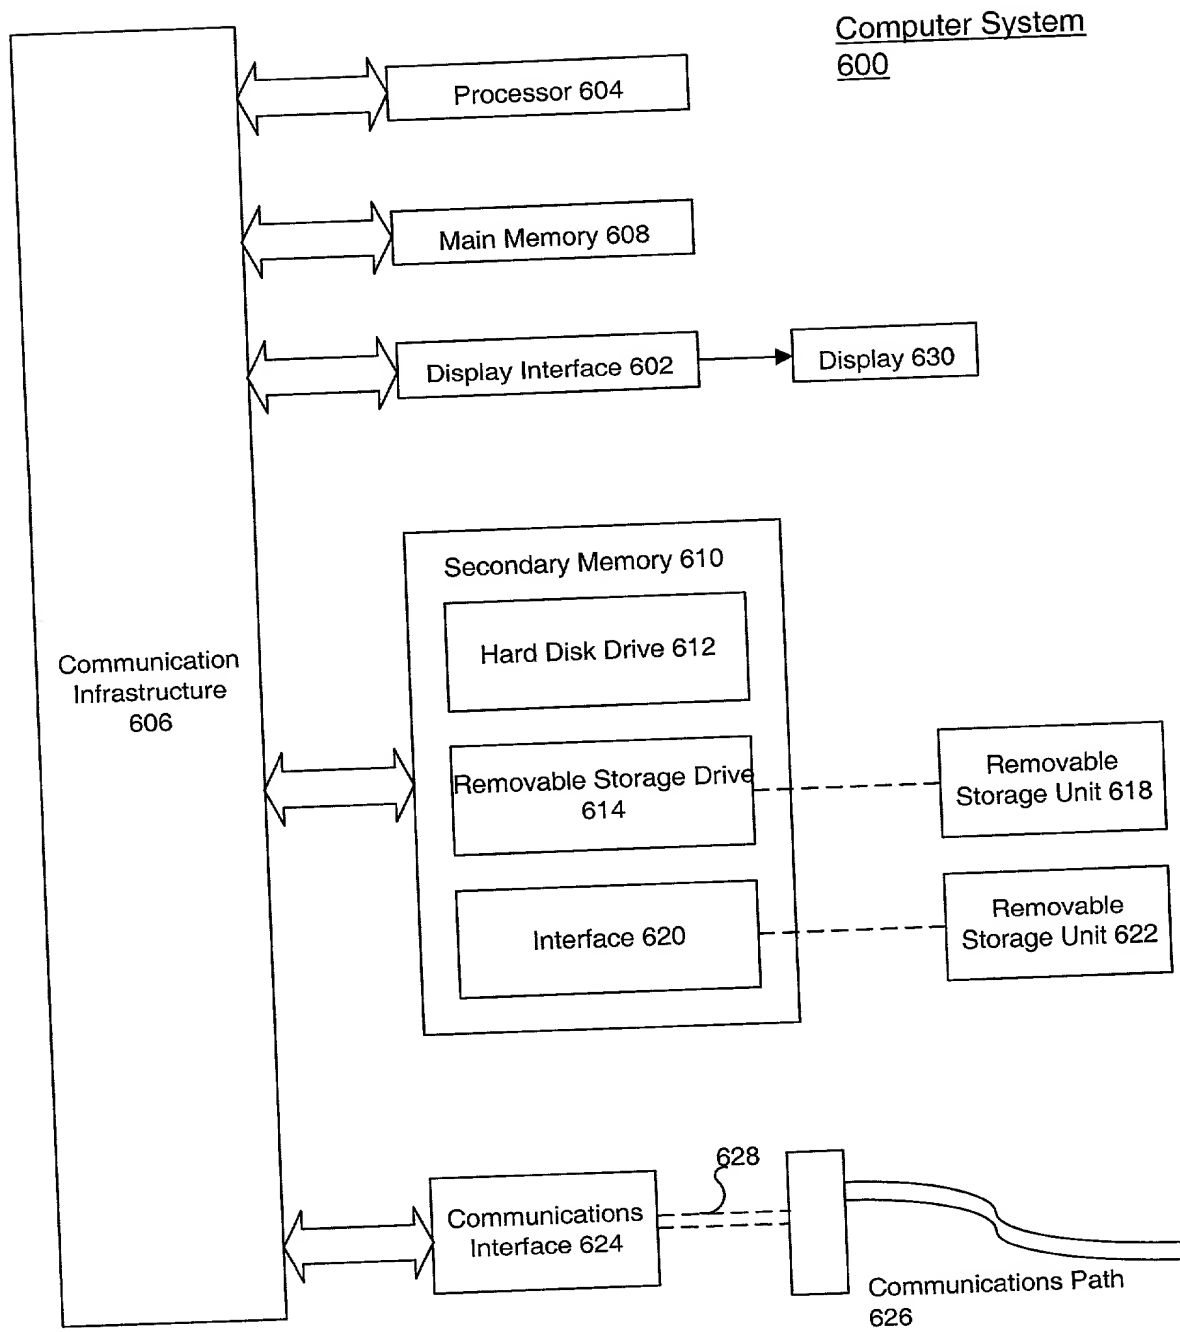 Computer System
600
Processor 604
Main Memory 608
Display Interface 602
Display 630
Secondary Memory 610
Hard Disk Drive 612
Communication
Infrastructure
606
Removable Storage Drive
614
Removable
Storage Unit 618
Interface 620
Removable
Storage Unit 622
628
Communications
Interface 624
Communications Path
626